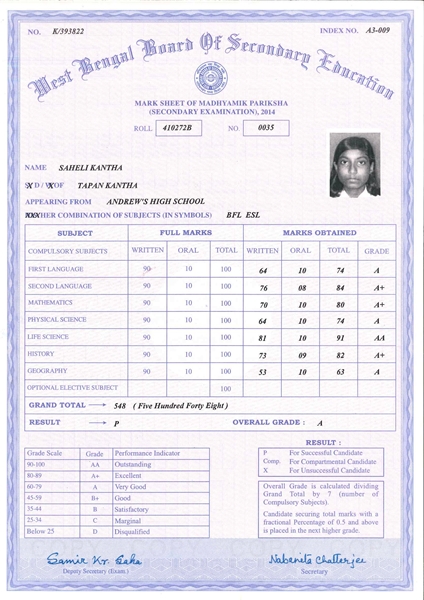 NO. K/393822 INDEX NO. A3-009
West Bengal Board Of Secondary Education
MARK SHEET OF MADHYAMIK PARIKSHA
(SECONDARY EXAMINATION), 2014
ROLL 410272B NO. 0035
NAME SAHELI KANTHA
D / OF TAPAN KANTHA
APPEARING FROM ANDREW'S HIGH SCHOOL
HER COMBINATION OF SUBJECTS (IN SYMBOLS) BFL ESL
SUBJECT FULL MARKS MARKS OBTAINED
COMPULSORY SUBJECTS WRITTEN ORAL TOTAL WRITTEN ORAL TOTAL GRADE
FIRST LANGUAGE 90 10 100 64 10 74 A
SECOND LANGUAGE 90 10 100 76 08 84 A+
MATHEMATICS 90 10 100 70 10 80 A+
PHYSICAL SCIENCE 90 10 100 64 10 74 A
LIFE SCIENCE 90 10 100 81 10 91 AA
HISTORY 90 10 100 73 09 82 A+
GEOGRAPHY 90 10 100 53 10 63 A
OPTIONAL ELECTIVE SUBJECT 100
GRAND TOTAL → 548 ( Five Hundred Forty Eight )
RESULT → P OVERALL GRADE : A
Grade Scale Grade Performance Indicator
90-100 AA Outstanding
80-89 A+ Excellent
60-79 A Very Good
45-59 B+ Good
35-44 B Satisfactory
25-34 C Marginal
Below 25 D Disqualified
RESULT :
P For Successful Candidate
Comp. For Compartmental Candidate
X For Unsuccessful Candidate
Overall Grade is calculated dividing
Grand Total by 7 (number of
Compulsory Subjects).
Candidate securing total marks with a
fractional Percentage of 0.5 and above
is placed in the next higher grade.
Samir Kr. Saha
Deputy Secretary (Exam.)
Nabanita Chatterjee
Secretary